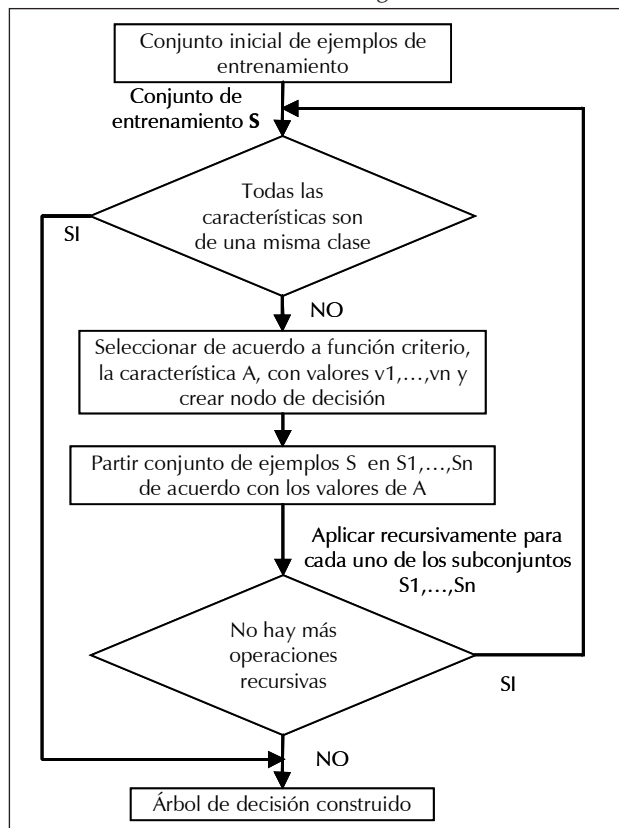 Conjunto inicial de ejemplos de
entrenamiento
Conjunto de
entrenamiento S
Todas las
características son
de una misma clase
SI
NO
Seleccionar de acuerdo a función criterio,
la característica A, con valores v1,...,vn y
crear nodo de decisión
Partir conjunto de ejemplos S en S1,...,Sn
de acuerdo con los valores de A
Aplicar recursivamente para
cada uno de los subconjuntos
S1,...,Sn
No hay más
operaciones
recursivas
SI
NO
Árbol de decisión construido